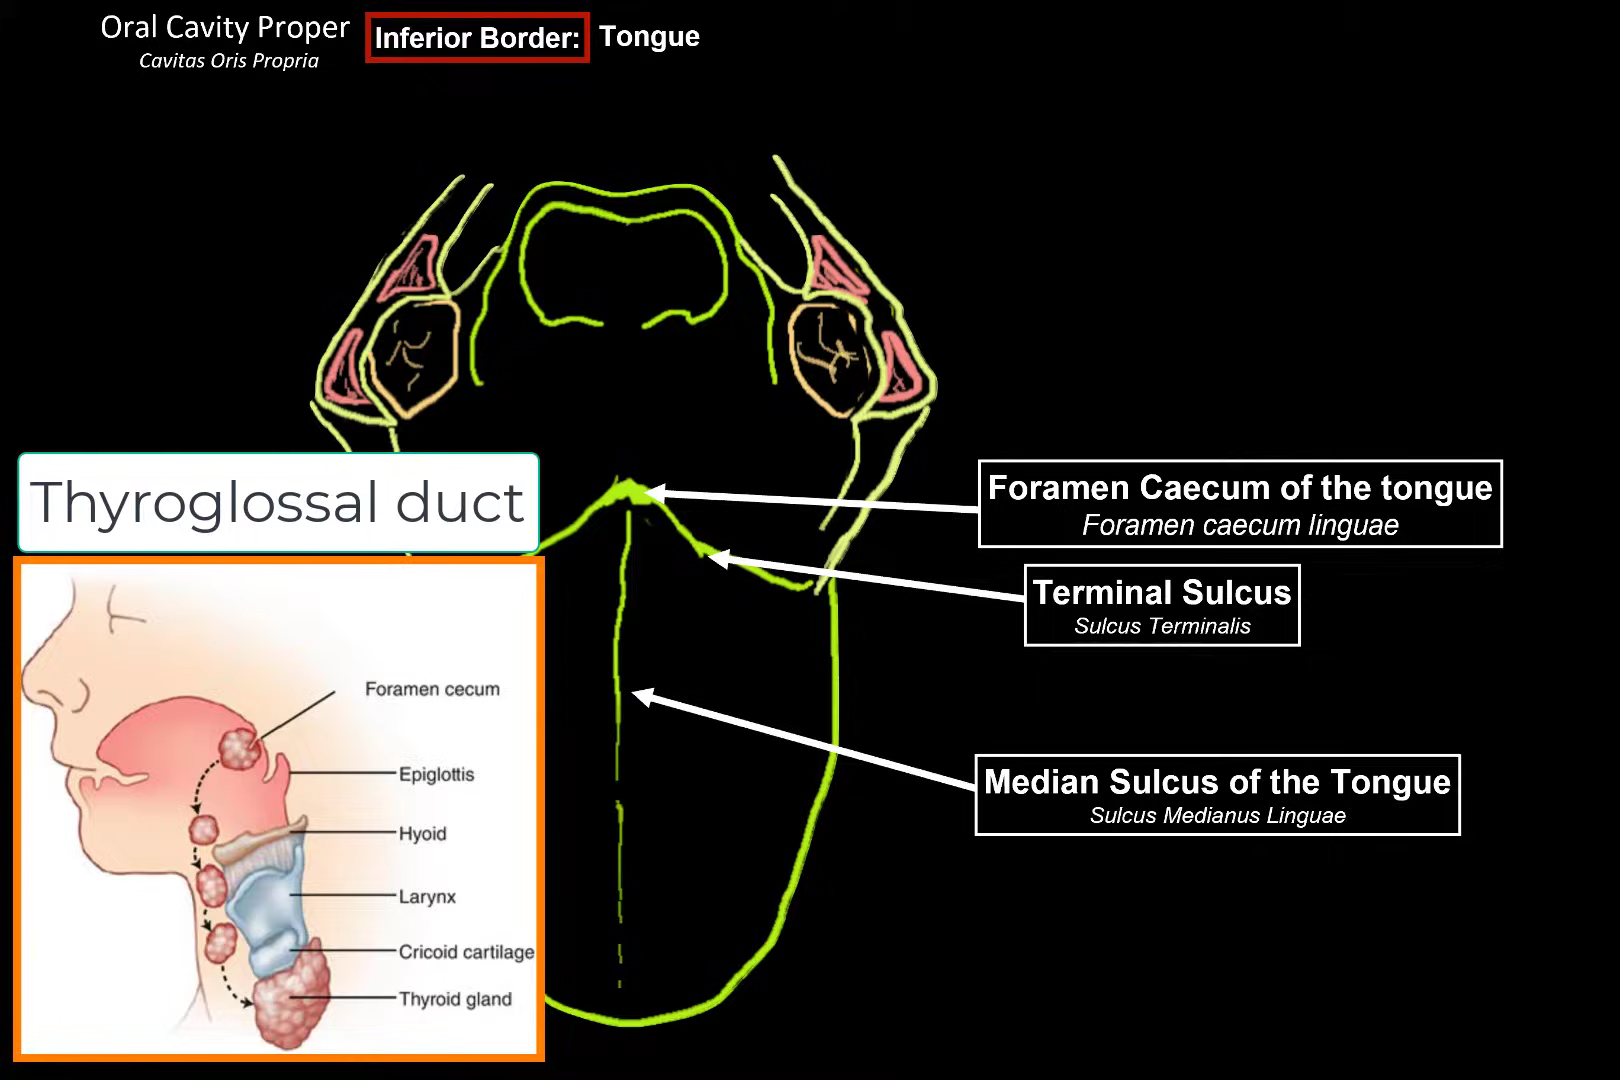 Oral Cavity Proper
Cavitas Oris Propria
Inferior Border: Tongue
Foramen Caecum of the tongue
Foramen caecum linguae
Terminal Sulcus
Sulcus Terminalis
Median Sulcus of the Tongue
Sulcus Medianus Linguae
Thyroglossal duct
Foramen cecum
Epiglottis
Hyoid
Larynx
Cricoid cartilage
Thyroid gland